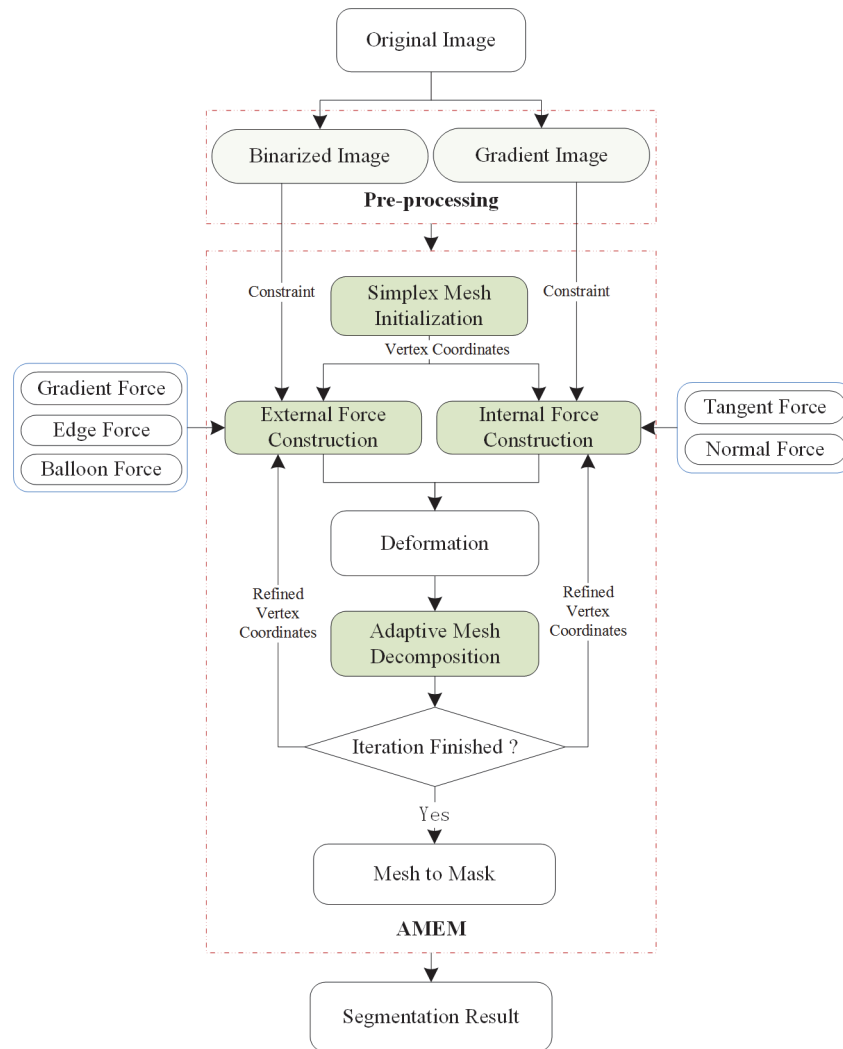 Original Image
Binarized Image
Gradient Image
Pre-processing
Constraint
Simplex Mesh
Initialization
Constraint
Vertex Coordinates
Gradient Force
Edge Force
Balloon Force
External Force
Construction
Internal Force
Construction
Tangent Force
Normal Force
Deformation
Refined
Vertex
Coordinates
Refined
Vertex
Coordinates
Adaptive Mesh
Decomposition
Iteration Finished ?
Yes
Mesh to Mask
AMEM
Segmentation Result